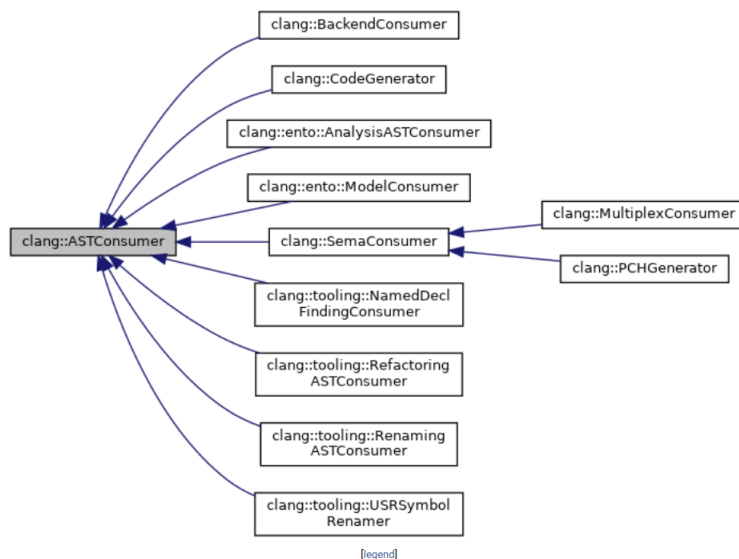 clang::BackendConsumer
clang::CodeGenerator
clang::ento::AnalysisASTConsumer
clang::ento::ModelConsumer
clang::MultiplexConsumer
clang::ASTConsumer
clang::SemaConsumer
clang::PCHGenerator
clang::tooling::NamedDecl
FindingConsumer
clang::tooling::Refactoring
ASTConsumer
clang::tooling::Renaming
ASTConsumer
clang::tooling::USRSymbol
Renamer
[legend]